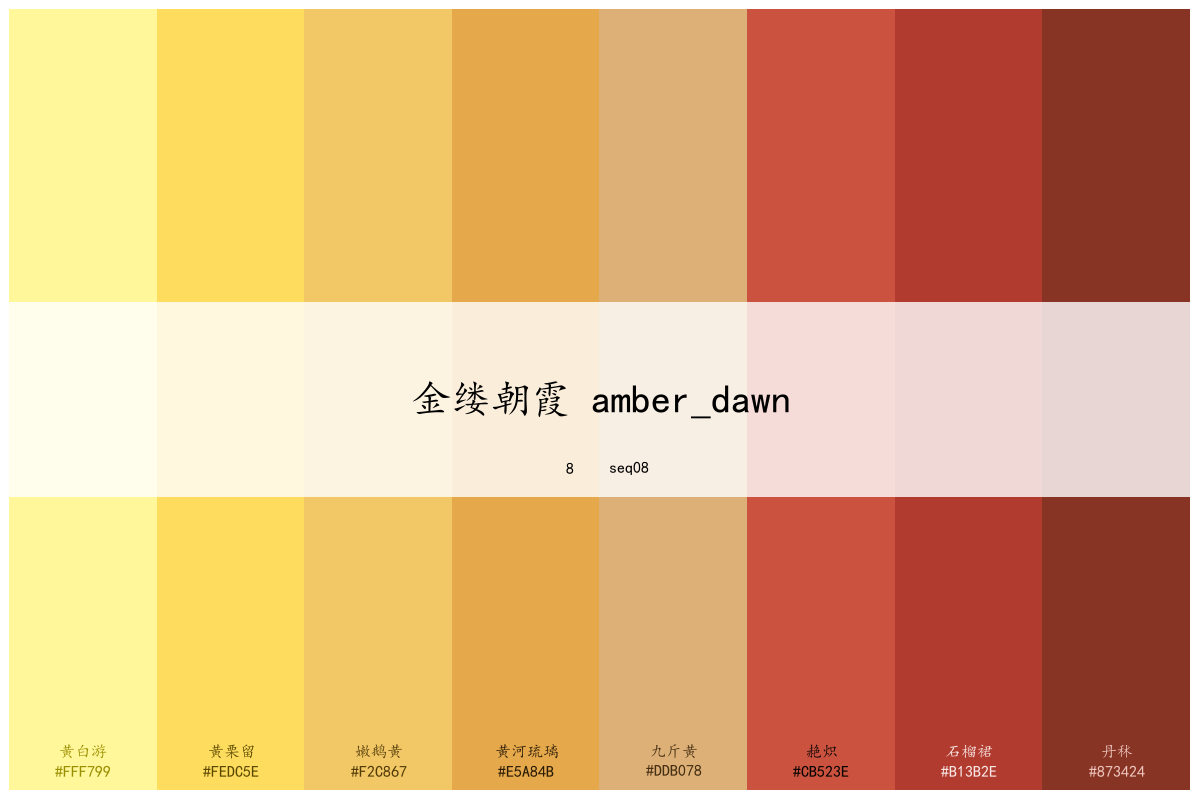 金缕朝霞 amber_dawn
8 seq08
黄白游
#FFF799
黄栗留
#FEDC5E
嫩鹅黄
#F2C867
黄河琉璃
#E5A84B
九斤黄
#DDB078
艳炽
#CB523E
石榴裙
#B13B2E
丹秫
#873424